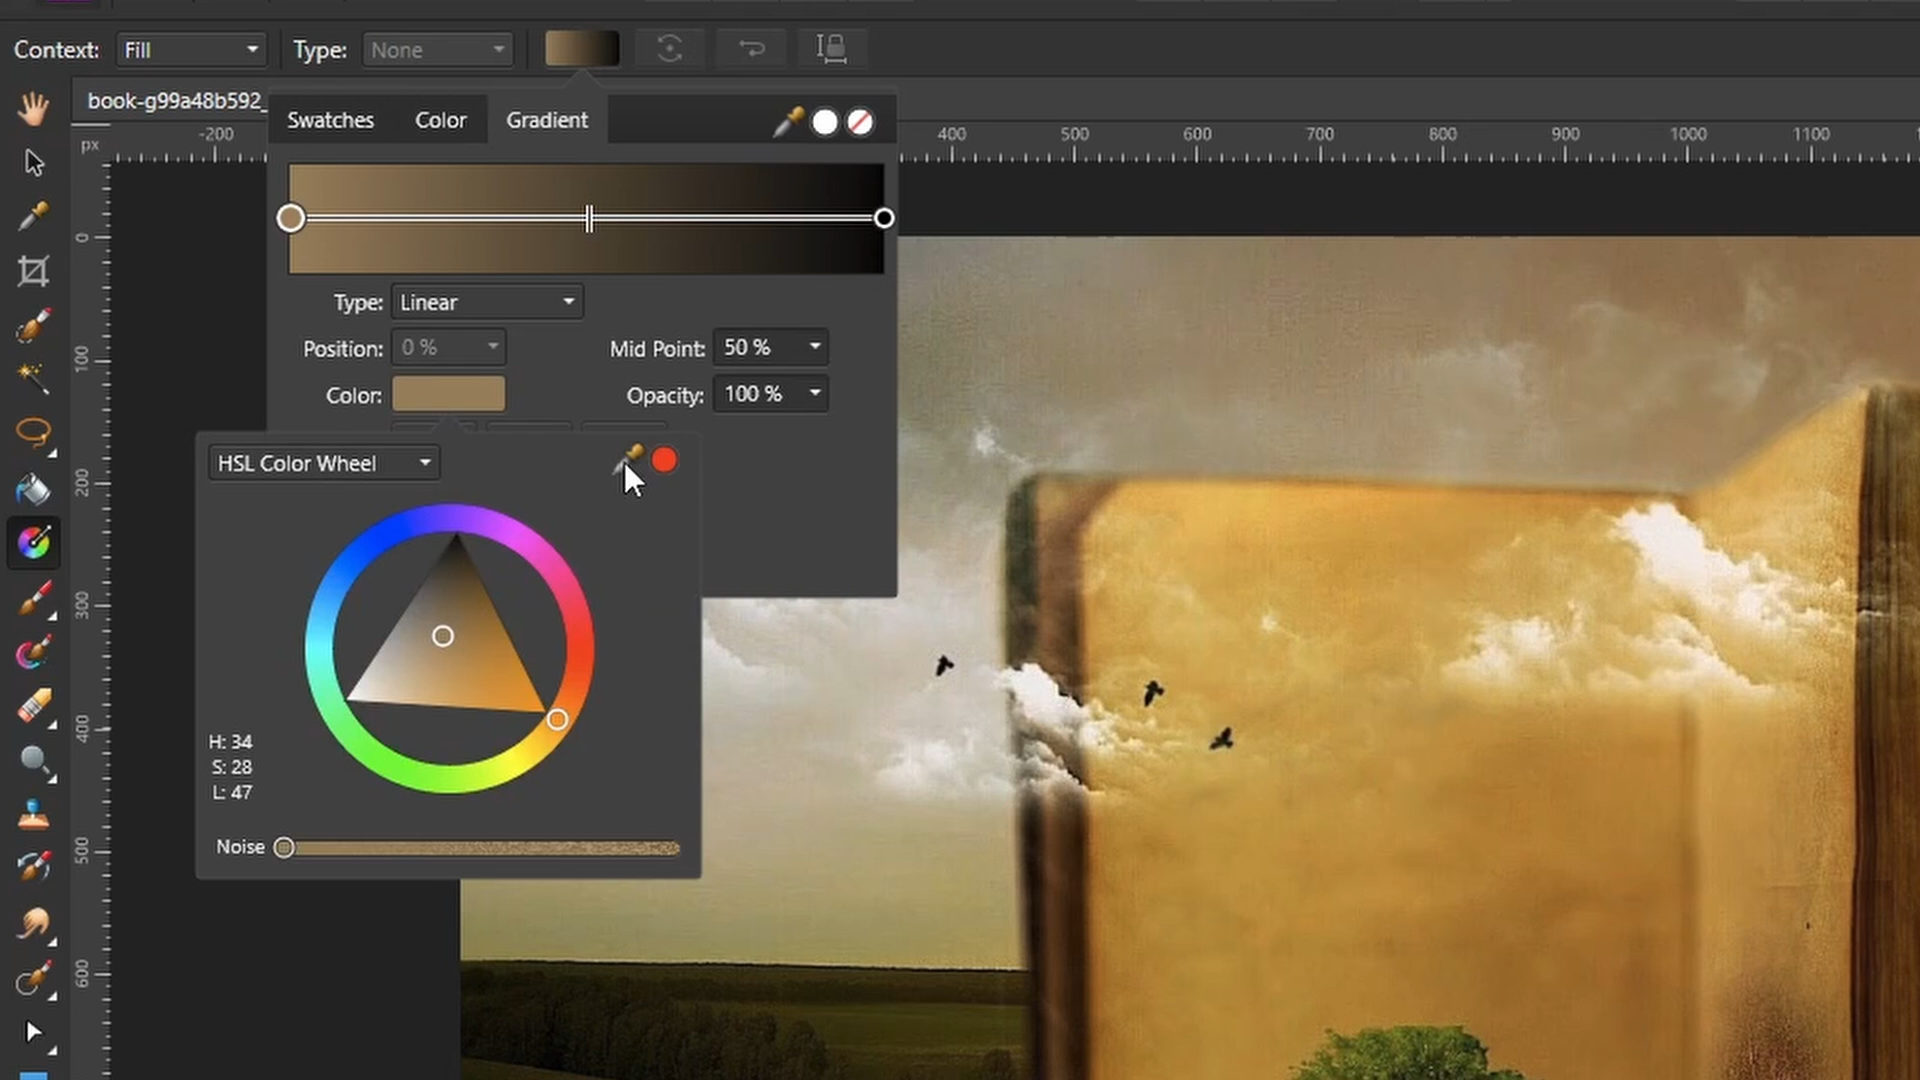 Context: Fill Type: None
book-g99a48b592_
Swatches Color Gradient
px -200 400 500 600 700 800 900 1000 1100
Type: Linear
Position: 0 % Mid Point: 50 %
Color: Opacity: 100 %
HSL Color Wheel
H: 34
S: 28
L: 47
Noise
0
100
200
300
400
500
600